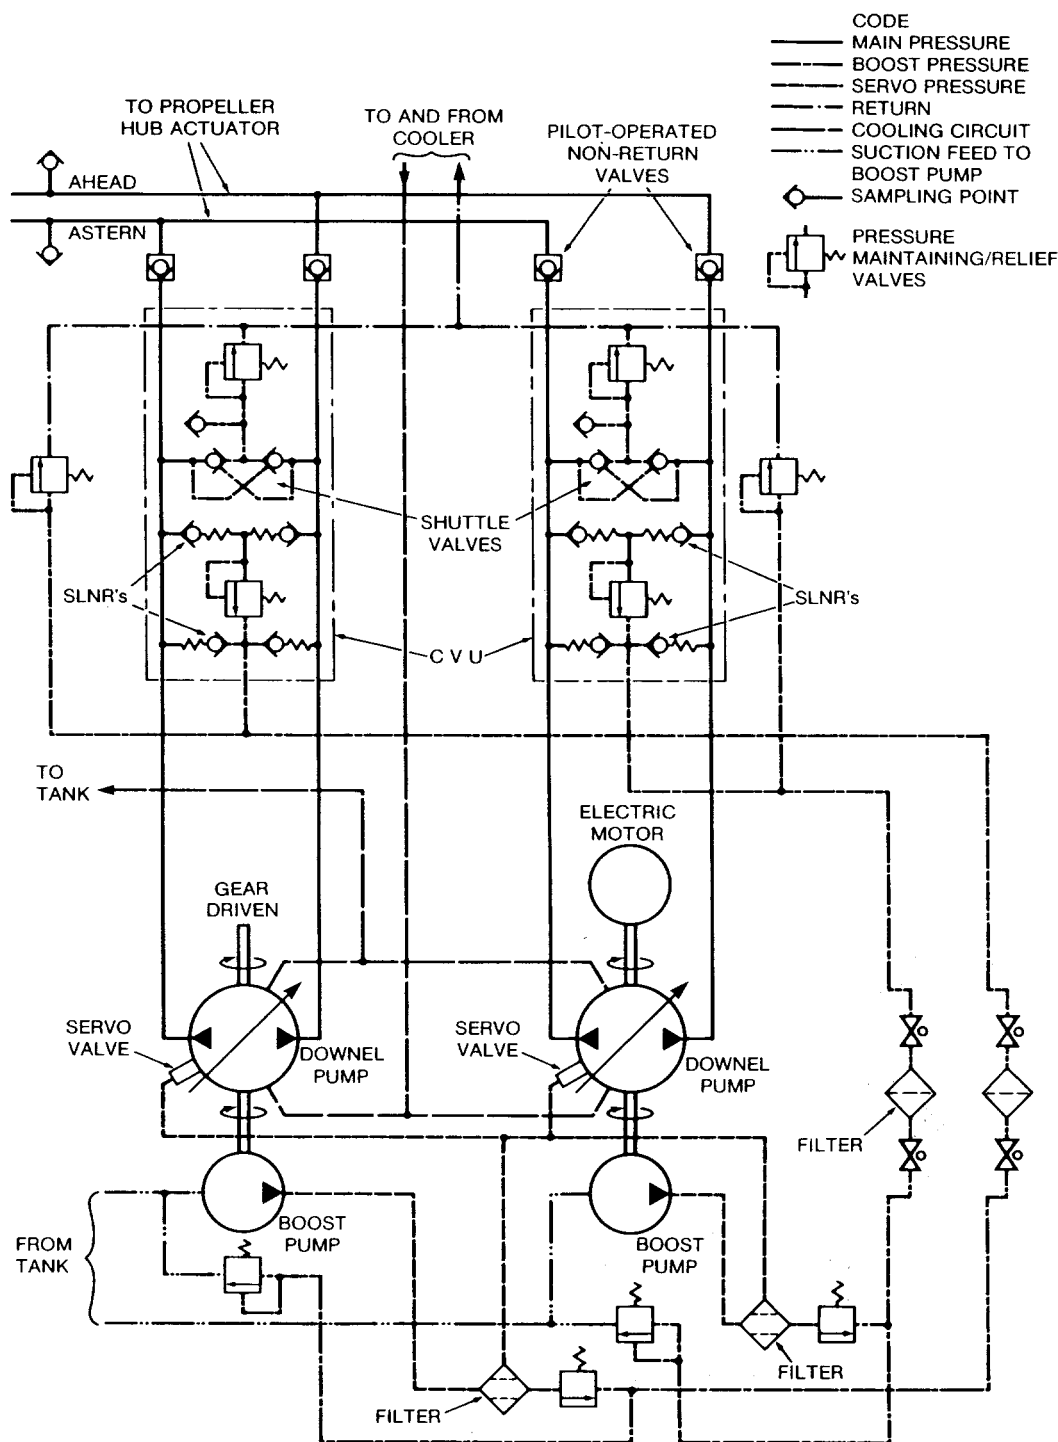 CODE
MAIN PRESSURE
BOOST PRESSURE
SERVO PRESSURE
RETURN
COOLING CIRCUIT
SUCTION FEED TO
BOOST PUMP
SAMPLING POINT
PRESSURE
MAINTAINING/RELIEF
VALVES
TO PROPELLER
HUB ACTUATOR
TO AND FROM
COOLER
PILOT-OPERATED
NON-RETURN
VALVES
AHEAD
ASTERN
SHUTTLE
VALVES
SLNR's
SLNR's
C V U
TO
TANK
ELECTRIC
MOTOR
GEAR
DRIVEN
SERVO
VALVE
DOWNEL
PUMP
SERVO
VALVE
DOWNEL
PUMP
FILTER
BOOST
PUMP
BOOST
PUMP
FROM
TANK
FILTER
FILTER